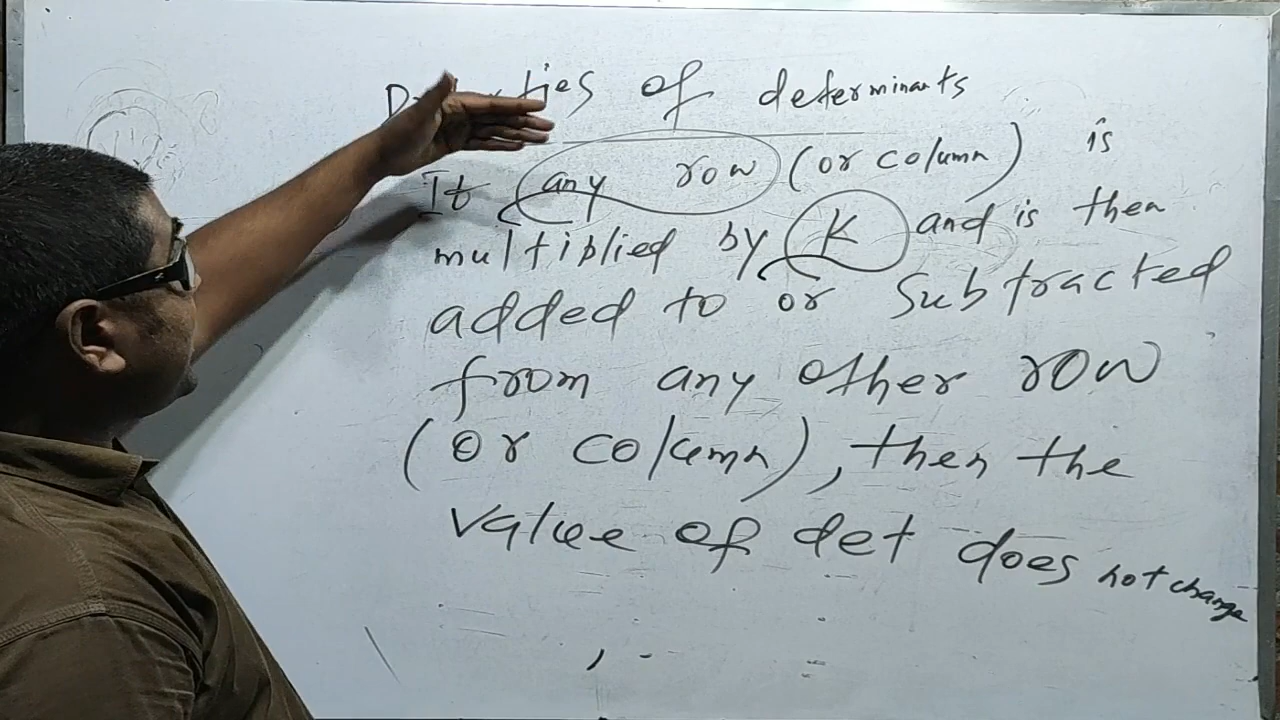 of determinants
If any row (or column) is
multiplied by K and is then
added to or subtracted
from any other row
(or column), then the
value of det does not change